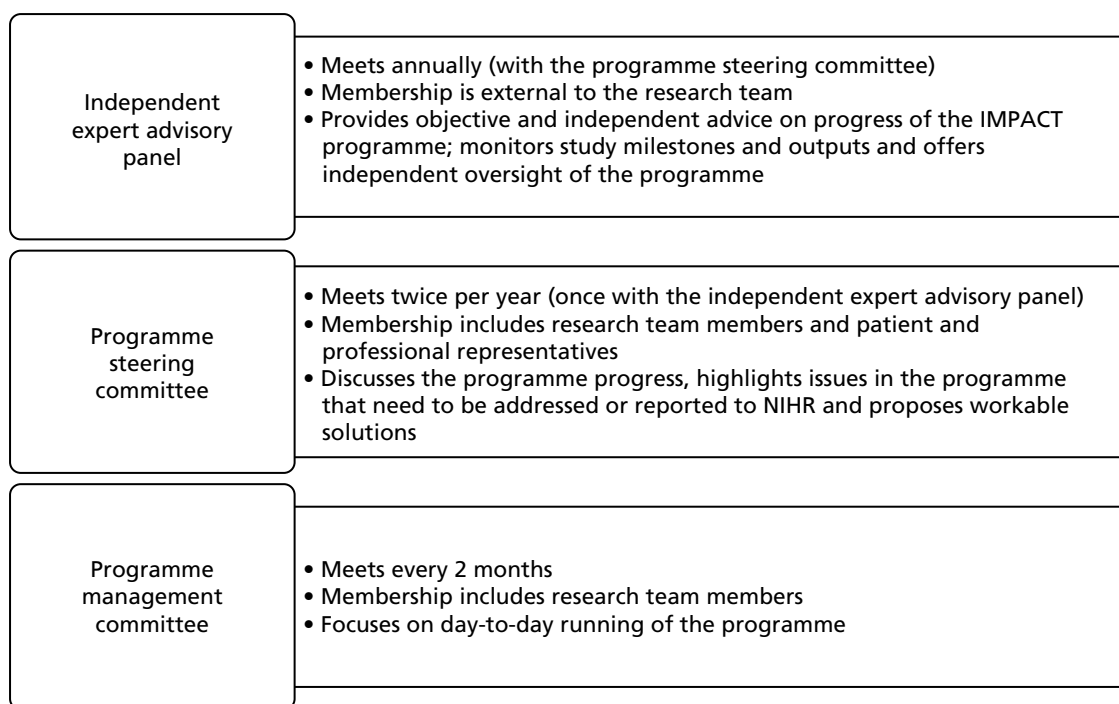 Independent
expert advisory
panel
• Meets annually (with the programme steering committee)
• Membership is external to the research team
• Provides objective and independent advice on progress of the IMPACT
programme; monitors study milestones and outputs and offers
independent oversight of the programme
Programme
steering
committee
• Meets twice per year (once with the independent expert advisory panel)
• Membership includes research team members and patient and
professional representatives
• Discusses the programme progress, highlights issues in the programme
that need to be addressed or reported to NIHR and proposes workable
solutions
Programme
management
committee
• Meets every 2 months
• Membership includes research team members
• Focuses on day-to-day running of the programme